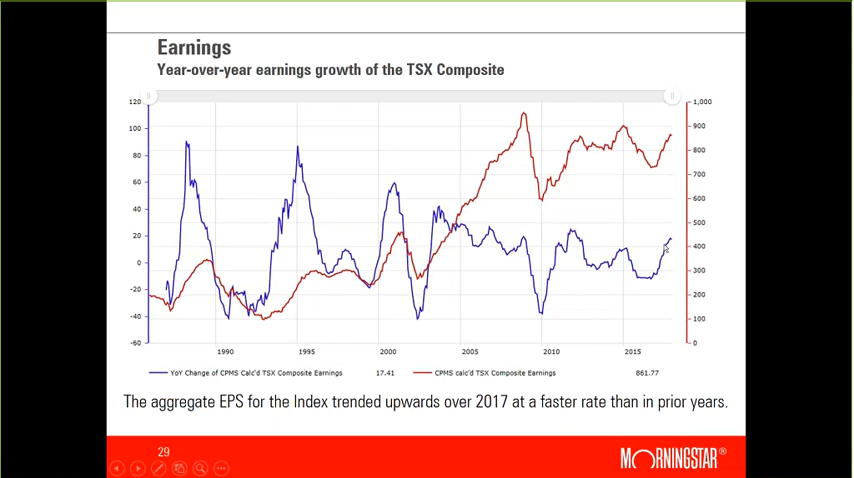 Earnings
Year-over-year earnings growth of the TSX Composite
120 1,000
100 900
80 800
60 700
40 600
20 500
0 400
-20 300
-40 200
-60 100
0
1990 1995 2000 2005 2010 2015
YoY Change of CPMS Calc'd TSX Composite Earnings 17.41 CPMS calc'd TSX Composite Earnings 861.77
The aggregate EPS for the Index trended upwards over 2017 at a faster rate than in prior years.
29
MORNINGSTAR®